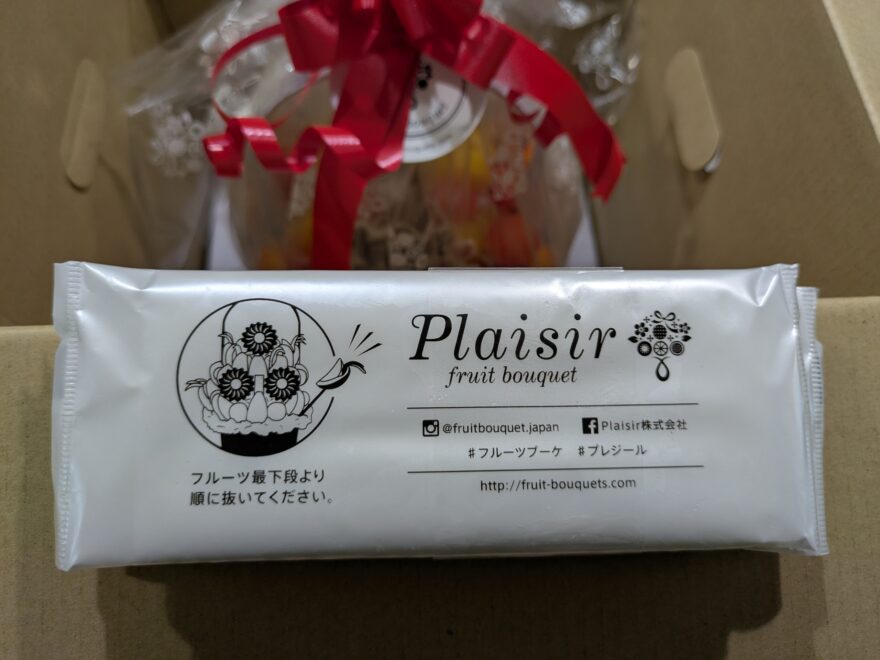 Plaisir
fruit bouquet
@fruitbouquet.japan Plaisir株式会社
#フルーツブーケ #プレジール
http://fruit-bouquets.com
フルーツ最下段より
順に抜いてください。